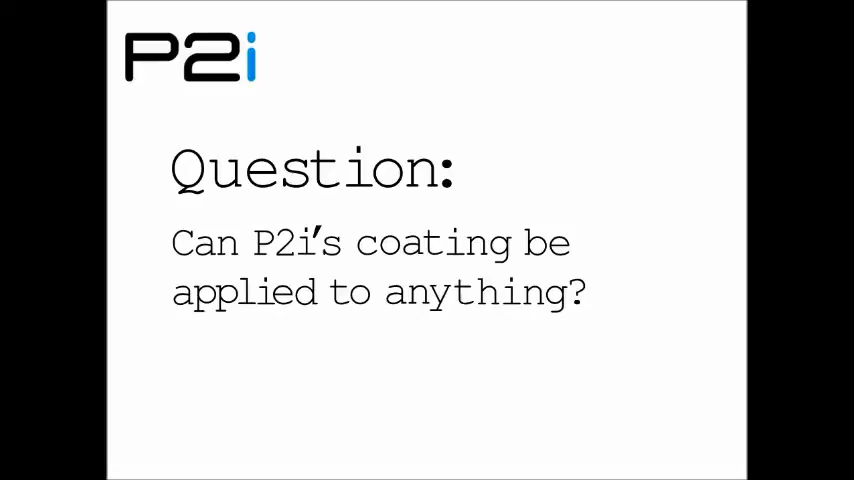 P2i
Question:
Can P2i's coating be
applied to anything?